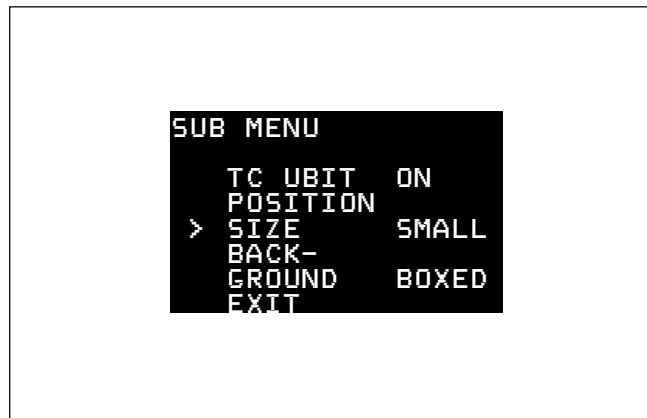 SUB MENU
TC UBIT ON
POSITION
> SIZE SMALL
BACK-
GROUND BOXED
EXIT